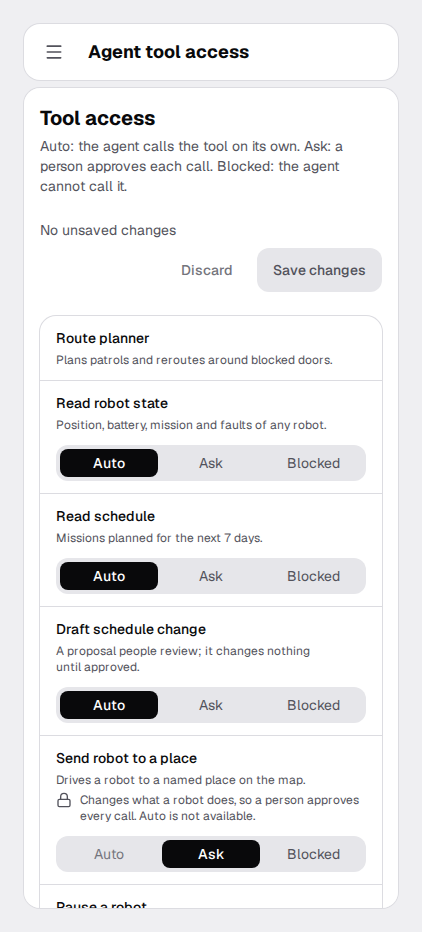 Agent tool access
Tool access
Auto: the agent calls the tool on its own. Ask: a
person approves each call. Blocked: the agent
cannot call it.
No unsaved changes
Discard
Save changes
Route planner
Plans patrols and reroutes around blocked doors.
Read robot state
Position, battery, mission and faults of any robot.
Auto
Ask
Blocked
Read schedule
Missions planned for the next 7 days.
Auto
Ask
Blocked
Draft schedule change
A proposal people review; it changes nothing
until approved.
Auto
Ask
Blocked
Send robot to a place
Drives a robot to a named place on the map.
Changes what a robot does, so a person approves
every call. Auto is not available.
Auto
Ask
Blocked
Pause a robot